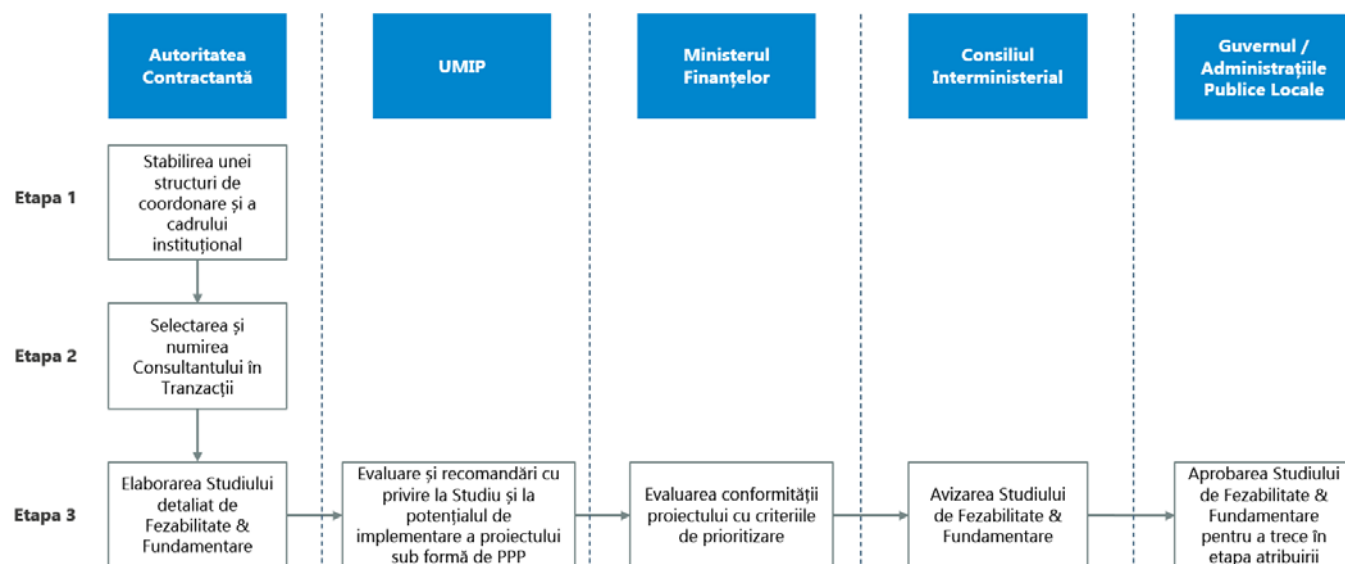 Autoritatea
Contractantă
UMIP
Ministerul
Finanțelor
Consiliul
Interministerial
Guvernul /
Administrațiile
Publice Locale
Etapa 1
Stabilirea unei
structuri de
coordonare și a
cadrului
instituțional
Etapa 2
Selectarea și
numirea
Consultantului în
Tranzacții
Etapa 3
Elaborarea Studiului
detaliat de
Fezabilitate &
Fundamentare
Evaluare și recomandări cu
privire la Studiu și la
potențialul de
implementare a proiectului
sub formă de PPP
Evaluarea conformității
proiectului cu criteriile
de prioritizare
Avizarea Studiului
de Fezabilitate &
Fundamentare
Aprobarea Studiului
de Fezabilitate &
Fundamentare
pentru a trece în
etapa atribuirii